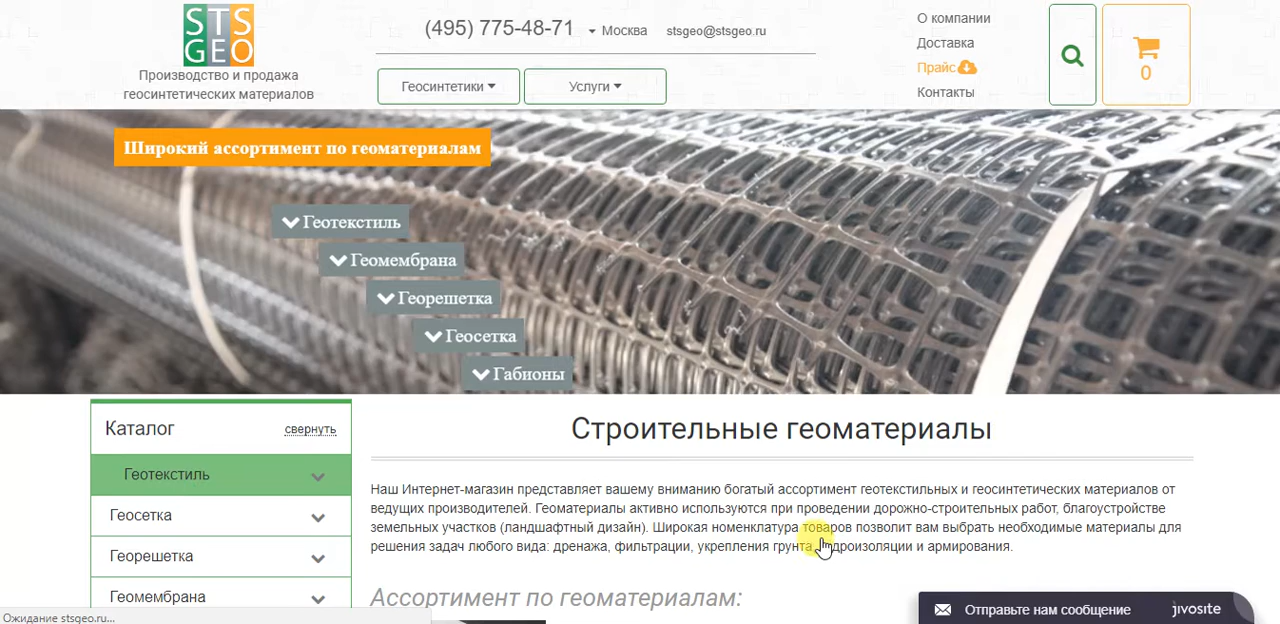 STS
GEO
Производство и продажа
геосинтетических материалов
(495) 775-48-71
Москва
stsgeo@stsgeo.ru
Геосинтетики
Услуги
О компании
Доставка
Прайс
Контакты
0
Широкий ассортимент по геоматериалам
Геотекстиль
Геомембрана
Георешетка
Геосетка
Габионы
Каталог
свернуть
Геотекстиль
Геосетка
Георешетка
Геомембрана
Строительные геоматериалы
Наш Интернет-магазин представляет вашему вниманию богатый ассортимент геотекстильных и геосинтетических материалов от
ведущих производителей. Геоматериалы активно используются при проведении дорожно-строительных работ, благоустройстве
земельных участков (ландшафтный дизайн). Широкая номенклатура товаров позволит вам выбрать необходимые материалы для
решения задач любого вида: дренажа, фильтрации, укрепления грунта, гидроизоляции и армирования.
Ассортимент по геоматериалам:
Отправьте нам сообщение
jivosite
Ожидание stsgeo.ru...